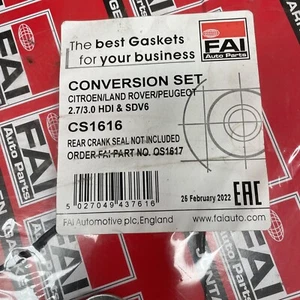 The best Gaskets
for your business
FAI
Auto Parts
CONVERSION SET
CITROEN/LAND ROVER/PEUGEOT
2.7/3.0 HDI & SDV6
CS1616
REAR CRANK SEAL NOT INCLUDED
ORDER FAI PART NO. OS1617
26 February 2022
EAC
5 027049 437616
FAI Automotive plc, England
www.faiauto.com
FAI
Auto Parts